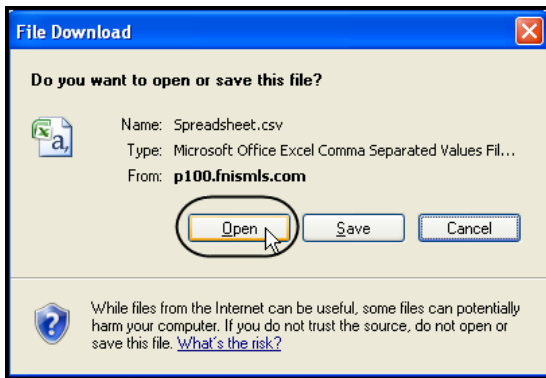 File Download
Do you want to open or save this file?
Name: Spreadsheet.csv
Type: Microsoft Office Excel Comma Separated Values Fil...
From: p100.fnismls.com
Open Save Cancel
While files from the Internet can be useful, some files can potentially
harm your computer. If you do not trust the source, do not open or
save this file. What's the risk?